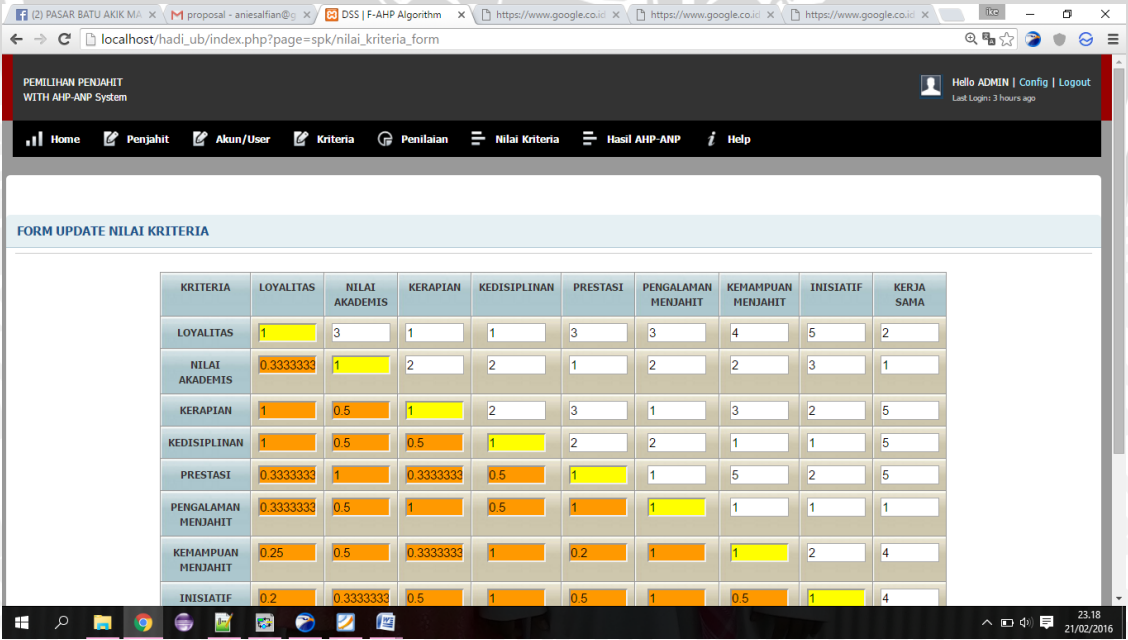 (2) PASAR BATU AKIK MA
proposal - aniesalfian@g
DSS | F-AHP Algorithm
https://www.google.co.id
https://www.google.co.id
https://www.google.co.id
ike
localhost/hadi_ub/index.php?page=spk/nilai_kriteria_form
PEMILIHAN PENJAHIT
WITH AHP-ANP System
Hello ADMIN | Config | Logout
Last Login: 3 hours ago
Home Penjahit Akun/User Kriteria Penilaian Nilai Kriteria Hasil AHP-ANP Help
FORM UPDATE NILAI KRITERIA
KRITERIA LOYALITAS NILAI AKADEMIS KERAPIAN KEDISIPLINAN PRESTASI PENGALAMAN MENJAHIT KEMAMPUAN MENJAHIT INISIATIF KERJA SAMA
LOYALITAS 1 3 1 1 3 3 4 5 2
NILAI AKADEMIS 0.3333333 1 2 2 1 2 2 3 1
KERAPIAN 1 0.5 1 2 3 1 3 2 5
KEDISIPLINAN 1 0.5 0.5 1 2 2 1 1 5
PRESTASI 0.3333333 1 0.3333333 0.5 1 1 5 2 5
PENGALAMAN MENJAHIT 0.3333333 0.5 1 0.5 1 1 1 1 1
KEMAMPUAN MENJAHIT 0.25 0.5 0.3333333 1 0.2 1 1 2 4
INISIATIF 0.2 0.3333333 0.5 1 0.5 1 0.5 1 4
23.18
21/02/2016